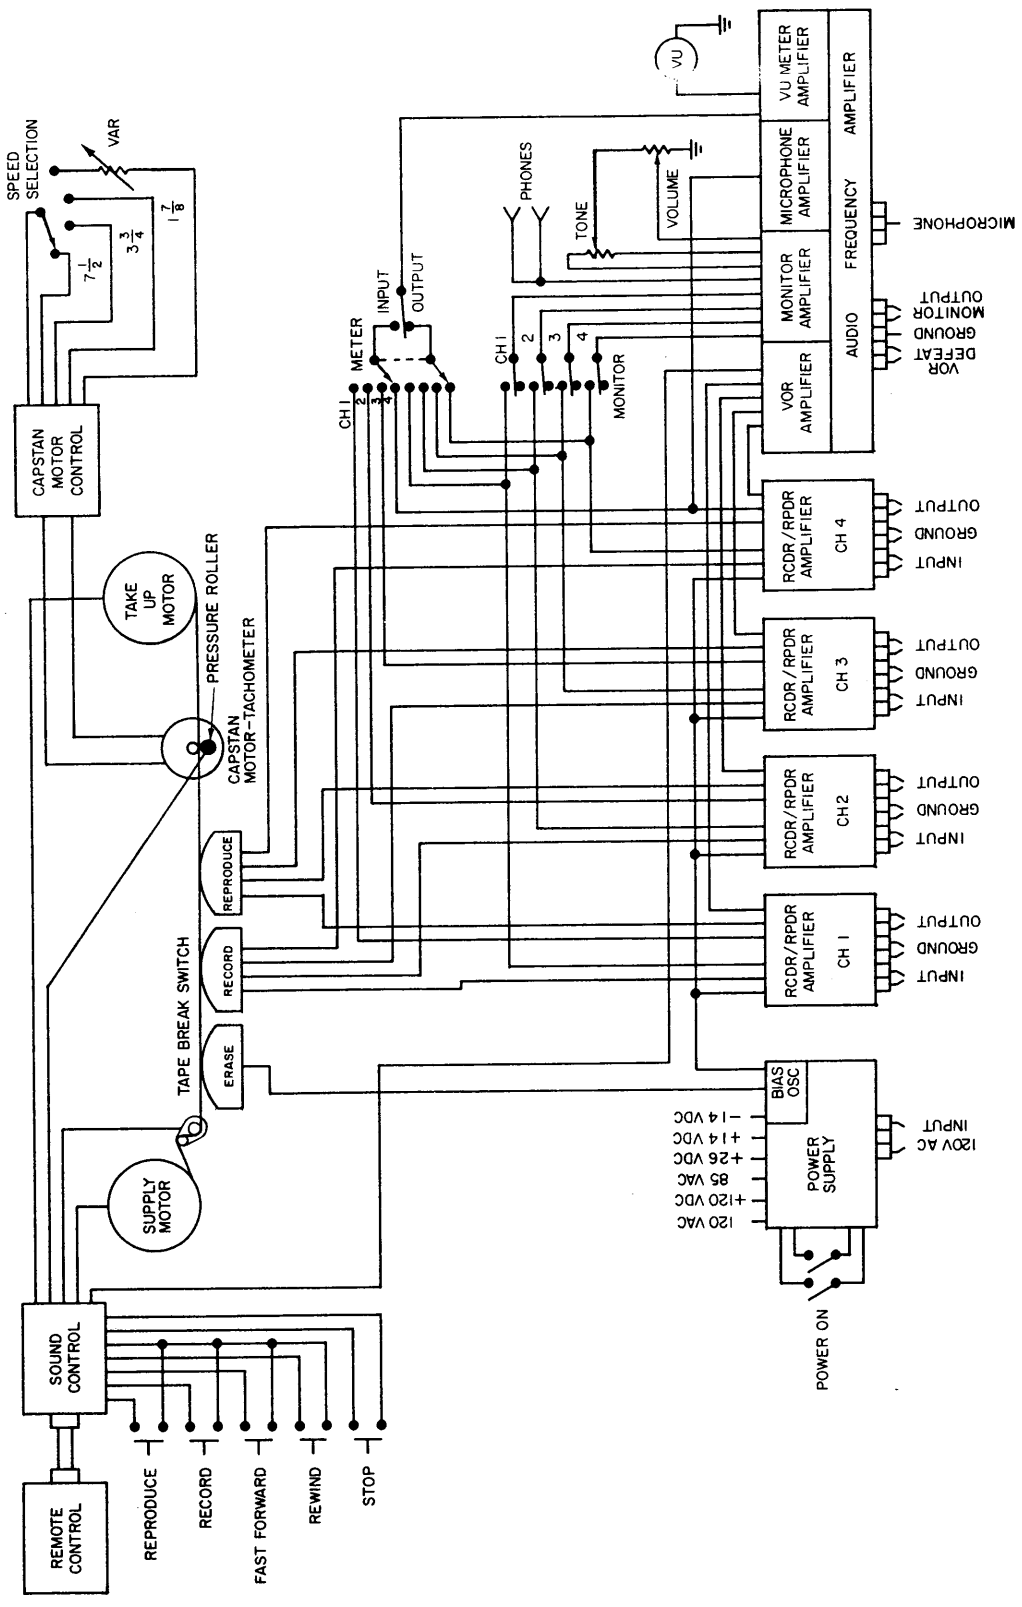 REMOTE
CONTROL
SOUND
CONTROL
REPRODUCE
RECORD
FAST FORWARD
REWIND
STOP
SUPPLY
MOTOR
TAPE BREAK SWITCH
ERASE
RECORD
REPRODUCE
TAKE
UP
MOTOR
PRESSURE ROLLER
CAPSTAN
MOTOR-TACHOMETER
CAPSTAN
MOTOR
CONTROL
SPEED
SELECTION
7 1/2
3 3/4
1 7/8
VAR
METER
CH 1
2
3
4
INPUT
OUTPUT
CH 1
2
3
4
MONITOR
PHONES
TONE
VOLUME
VU
POWER ON
120 VAC
+120 VDC
85 VAC
+26 VDC
+14 VDC
-14 VDC
BIAS
OSC
POWER
SUPPLY
120V AC
INPUT
RCDR/RPDR
AMPLIFIER
CH 1
INPUT
GROUND
OUTPUT
RCDR/RPDR
AMPLIFIER
CH 2
INPUT
GROUND
OUTPUT
RCDR/RPDR
AMPLIFIER
CH 3
INPUT
GROUND
OUTPUT
RCDR/RPDR
AMPLIFIER
CH 4
INPUT
GROUND
OUTPUT
VOR
AMPLIFIER
MONITOR
AMPLIFIER
MICROPHONE
AMPLIFIER
VU METER
AMPLIFIER
AUDIO FREQUENCY AMPLIFIER
VOR
DEFEAT
GROUND
MONITOR
OUTPUT
MICROPHONE